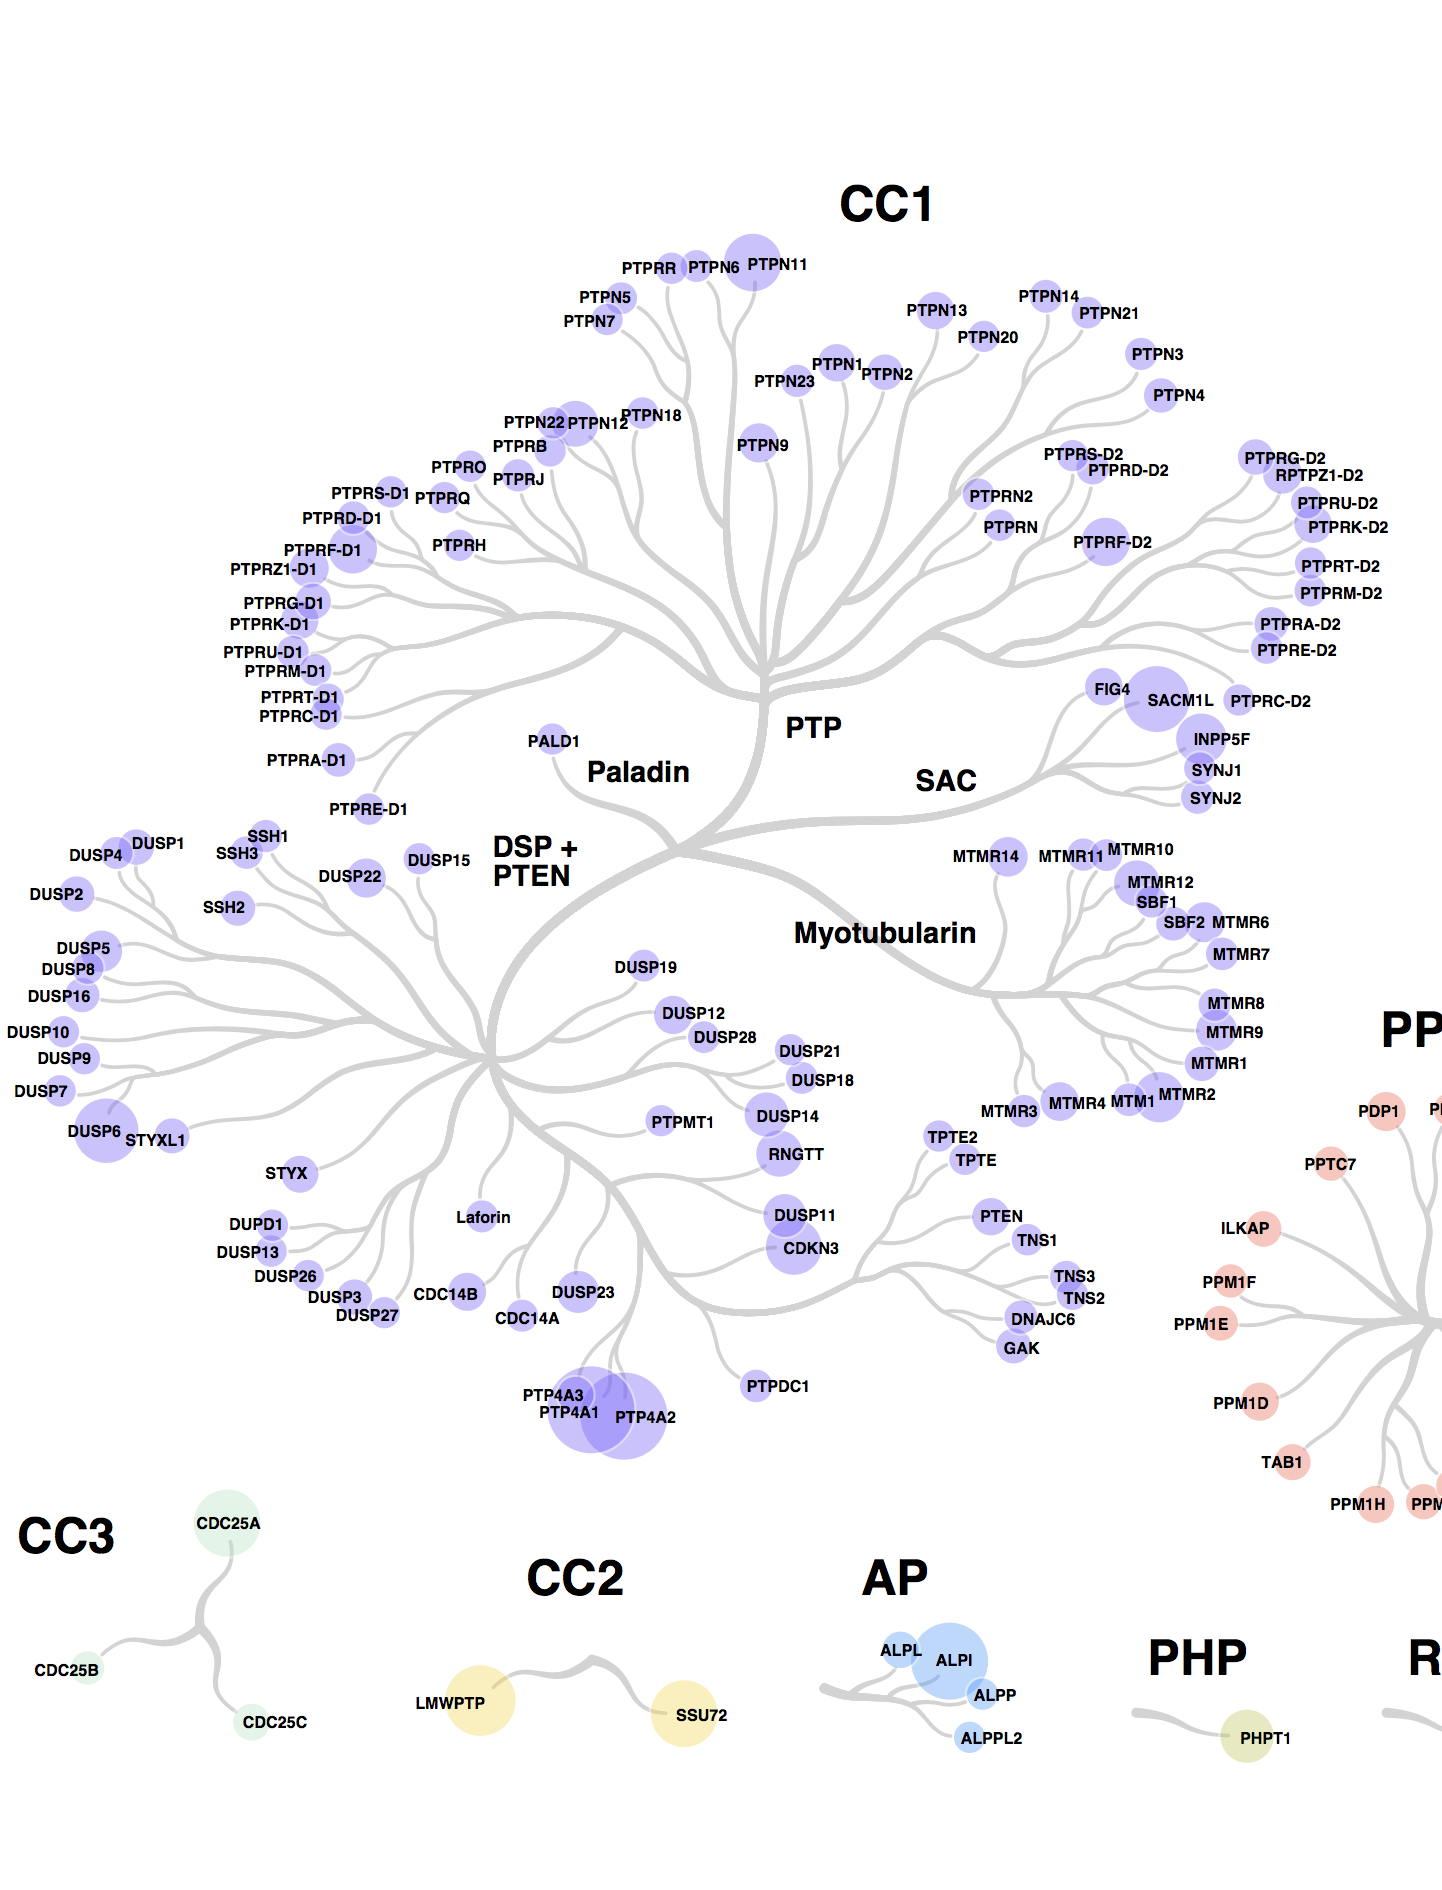 CC1
PTPRR
PTPN6
PTPN11
PTPN5
PTPN7
PTPN13
PTPN20
PTPN14
PTPN21
PTPN3
PTPN4
PTPN23
PTPN1
PTPN2
PTPN9
PTPN22
PTPN12
PTPN18
PTPRB
PTPRO
PTPRJ
PTPRS-D1
PTPRQ
PTPRD-D1
PTPRH
PTPRF-D1
PTPRZ1-D1
PTPRG-D1
PTPRK-D1
PTPRU-D1
PTPRM-D1
PTPRT-D1
PTPRC-D1
PTPRA-D1
PTPRE-D1
PTPRS-D2
PTPRD-D2
PTPRN2
PTPRN
PTPRF-D2
PTPRG-D2
RPTPZ1-D2
PTPRU-D2
PTPRK-D2
PTPRT-D2
PTPRM-D2
PTPRA-D2
PTPRE-D2
PTPRC-D2
PTP
PALD1
Paladin
SAC
FIG4
SACM1L
INPP5F
SYNJ1
SYNJ2
DSP +
PTEN
Myotubularin
MTMR14
MTMR11
MTMR10
MTMR12
SBF1
SBF2
MTMR6
MTMR7
MTMR8
MTMR9
MTMR1
MTMR2
MTM1
MTMR4
MTMR3
DUSP4
DUSP1
SSH1
SSH3
DUSP2
SSH2
DUSP22
DUSP15
DUSP5
DUSP8
DUSP16
DUSP10
DUSP9
DUSP7
DUSP6
STYXL1
STYX
DUSP19
DUSP12
DUSP28
DUSP21
DUSP18
DUSP14
PTPMT1
RNGTT
DUSP11
CDKN3
DUPD1
DUSP13
DUSP26
DUSP3
DUSP27
Laforin
CDC14B
CDC14A
DUSP23
PTP4A3
PTP4A1
PTP4A2
PTPDC1
TPTE2
TPTE
PTEN
TNS1
TNS3
TNS2
DNAJC6
GAK
PP
PDP1
PPTC7
ILKAP
PPM1F
PPM1E
PPM1D
TAB1
PPM1H
PPM
CC3
CDC25A
CDC25B
CDC25C
CC2
LMWPTP
SSU72
AP
ALPL
ALPI
ALPP
ALPPL2
PHP
PHPT1
R